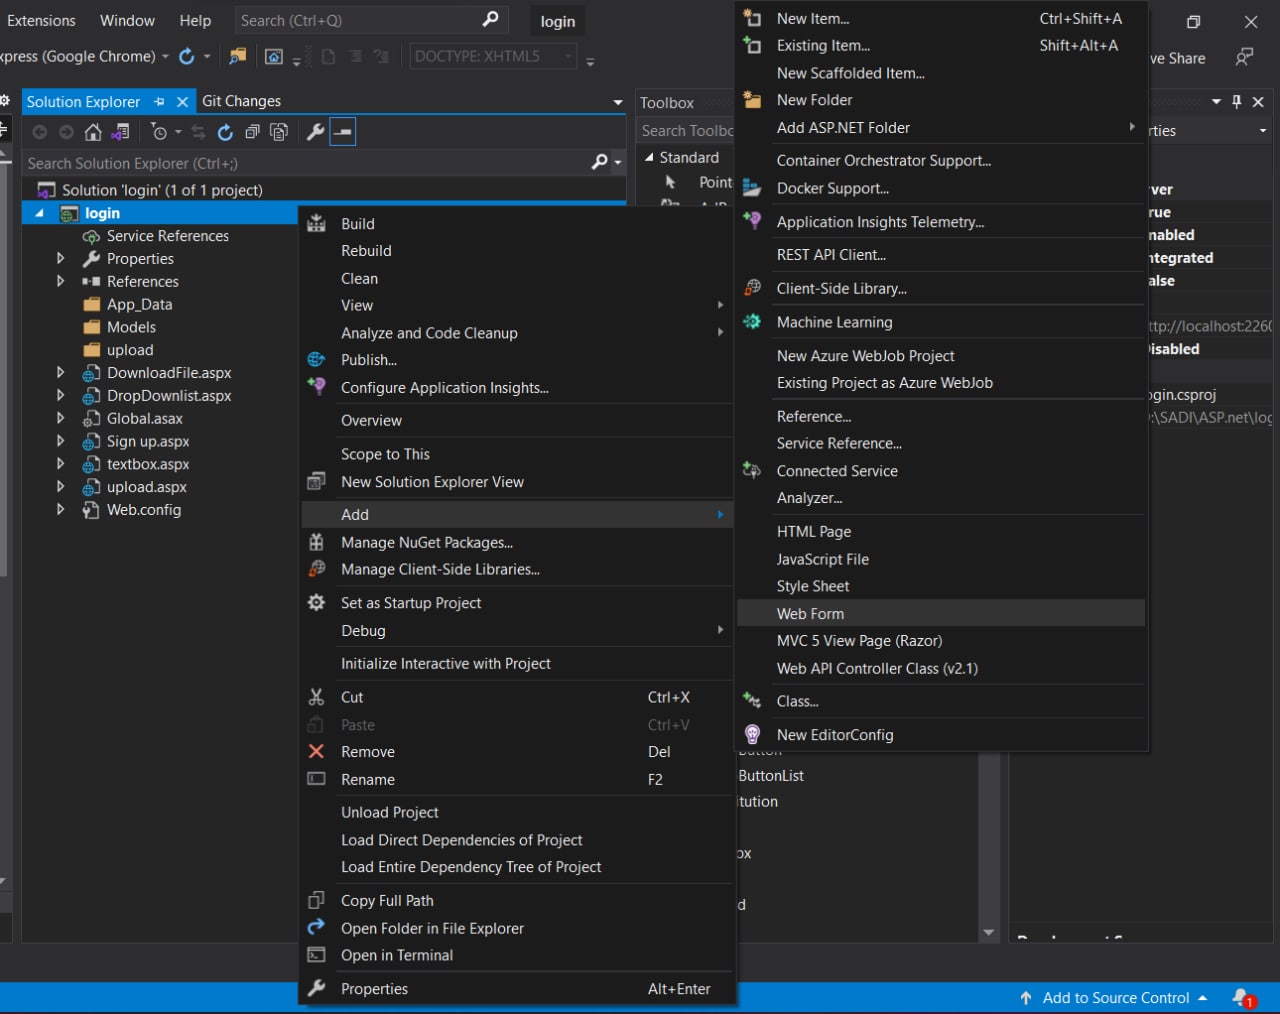 Extensions Window Help Search (Ctrl+Q) login
xpress (Google Chrome) DOCTYPE: XHTML5 ve Share
Solution Explorer Git Changes
Search Solution Explorer (Ctrl+;)
Solution 'login' (1 of 1 project)
login
Service References
Properties
References
App_Data
Models
upload
DownloadFile.aspx
DropDownlist.aspx
Global.asax
Sign up.aspx
textbox.aspx
upload.aspx
Web.config
Build
Rebuild
Clean
View
Analyze and Code Cleanup
Publish...
Configure Application Insights...
Overview
Scope to This
New Solution Explorer View
Add
Manage NuGet Packages...
Manage Client-Side Libraries...
Set as Startup Project
Debug
Initialize Interactive with Project
Cut Ctrl+X
Paste Ctrl+V
Remove Del
Rename F2
Unload Project
Load Direct Dependencies of Project
Load Entire Dependency Tree of Project
Copy Full Path
Open Folder in File Explorer
Open in Terminal
Properties Alt+Enter
Toolbox
Search Toolbo
Standard
Point
New Item... Ctrl+Shift+A
Existing Item... Shift+Alt+A
New Scaffolded Item...
New Folder
Add ASP.NET Folder
Container Orchestrator Support...
Docker Support...
Application Insights Telemetry...
REST API Client...
Client-Side Library...
Machine Learning
New Azure WebJob Project
Existing Project as Azure WebJob
Reference...
Service Reference...
Connected Service
Analyzer...
HTML Page
JavaScript File
Style Sheet
Web Form
MVC 5 View Page (Razor)
Web API Controller Class (v2.1)
Class...
New EditorConfig
ButtonList
itution
ox
d
rties
rver
rue
nabled
ntegrated
alse
ttp://localhost:2260
Disabled
ogin.csproj
D:\SADI\ASP.net\log
Add to Source Control 1